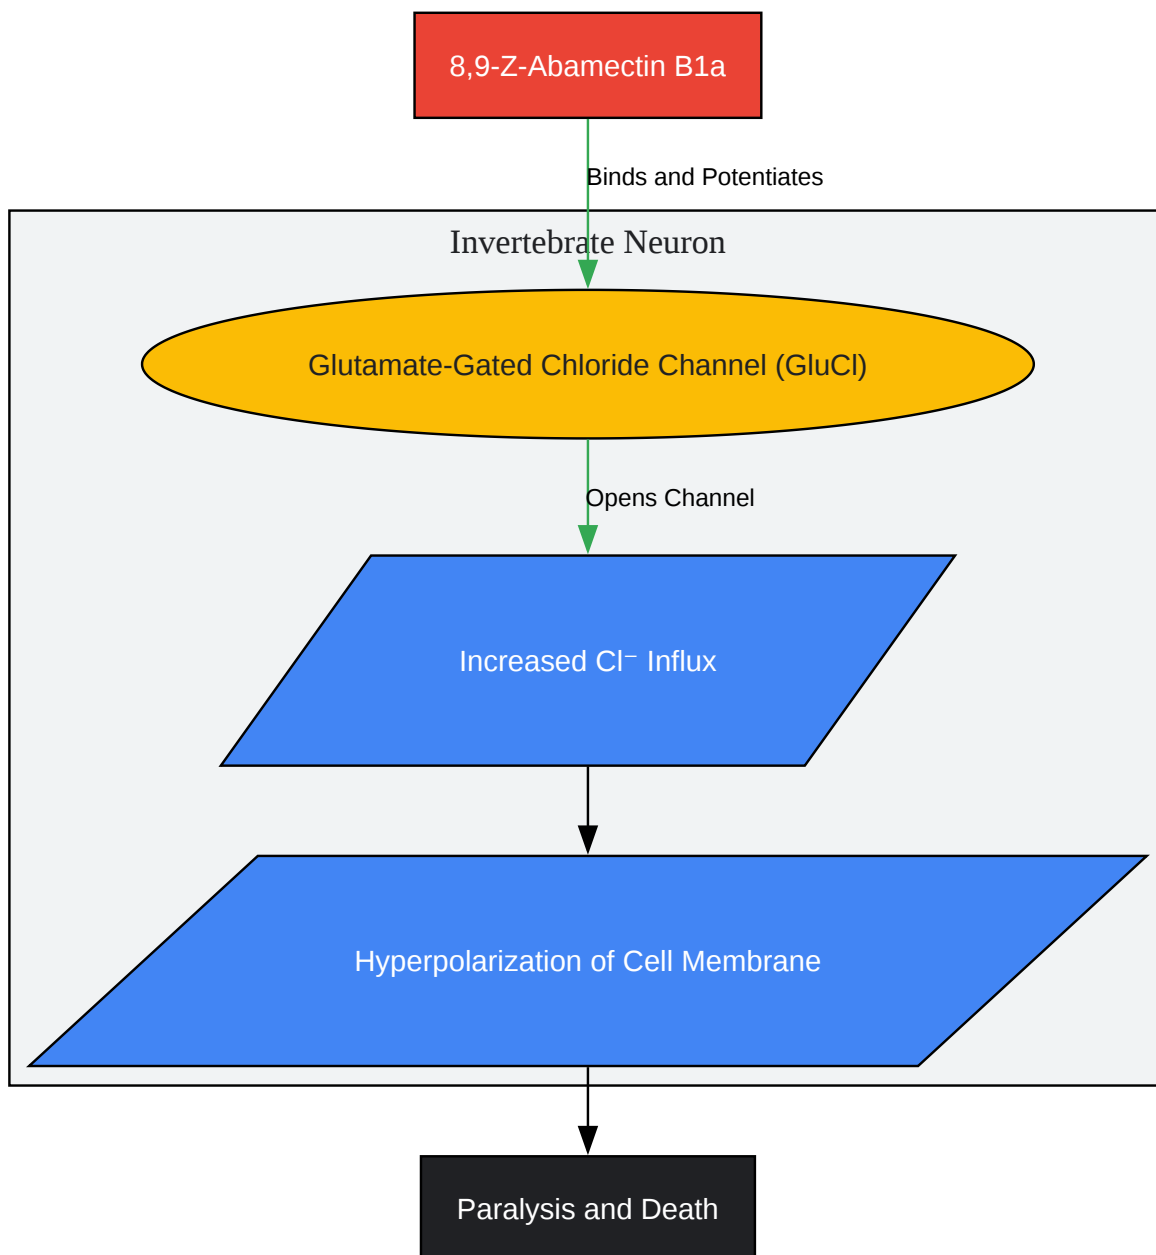 8,9-Z-Abamectin B1a
Binds and Potentiates
Invertebrate Neuron
Glutamate-Gated Chloride Channel (GluCl)
Opens Channel
Increased Cl⁻ Influx
Hyperpolarization of Cell Membrane
Paralysis and Death